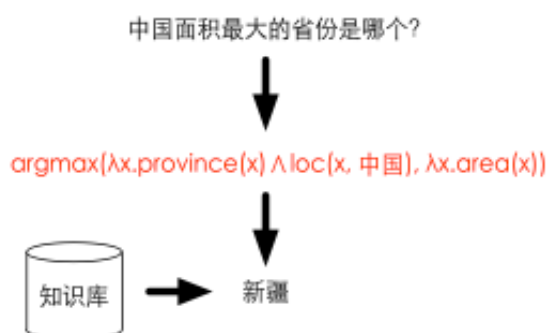 中国面积最大的省份是哪个?
argmax(λx.province(x)∧loc(x, 中国), λx.area(x))
知识库
新疆